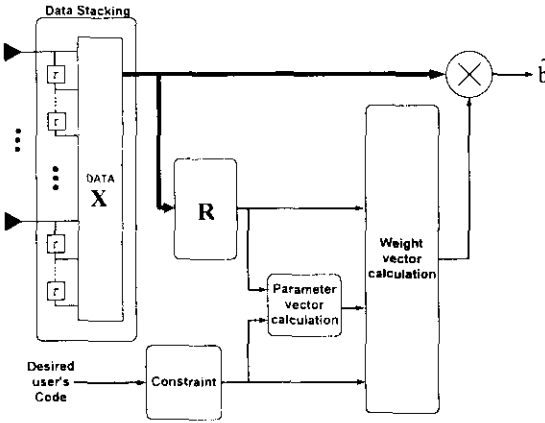 Data Stacking
τ
τ
DATA
X
τ
τ
R
Parameter
vector
calculation
Weight
vector
calculation
Desired
user's
Code
Constraint
b̂